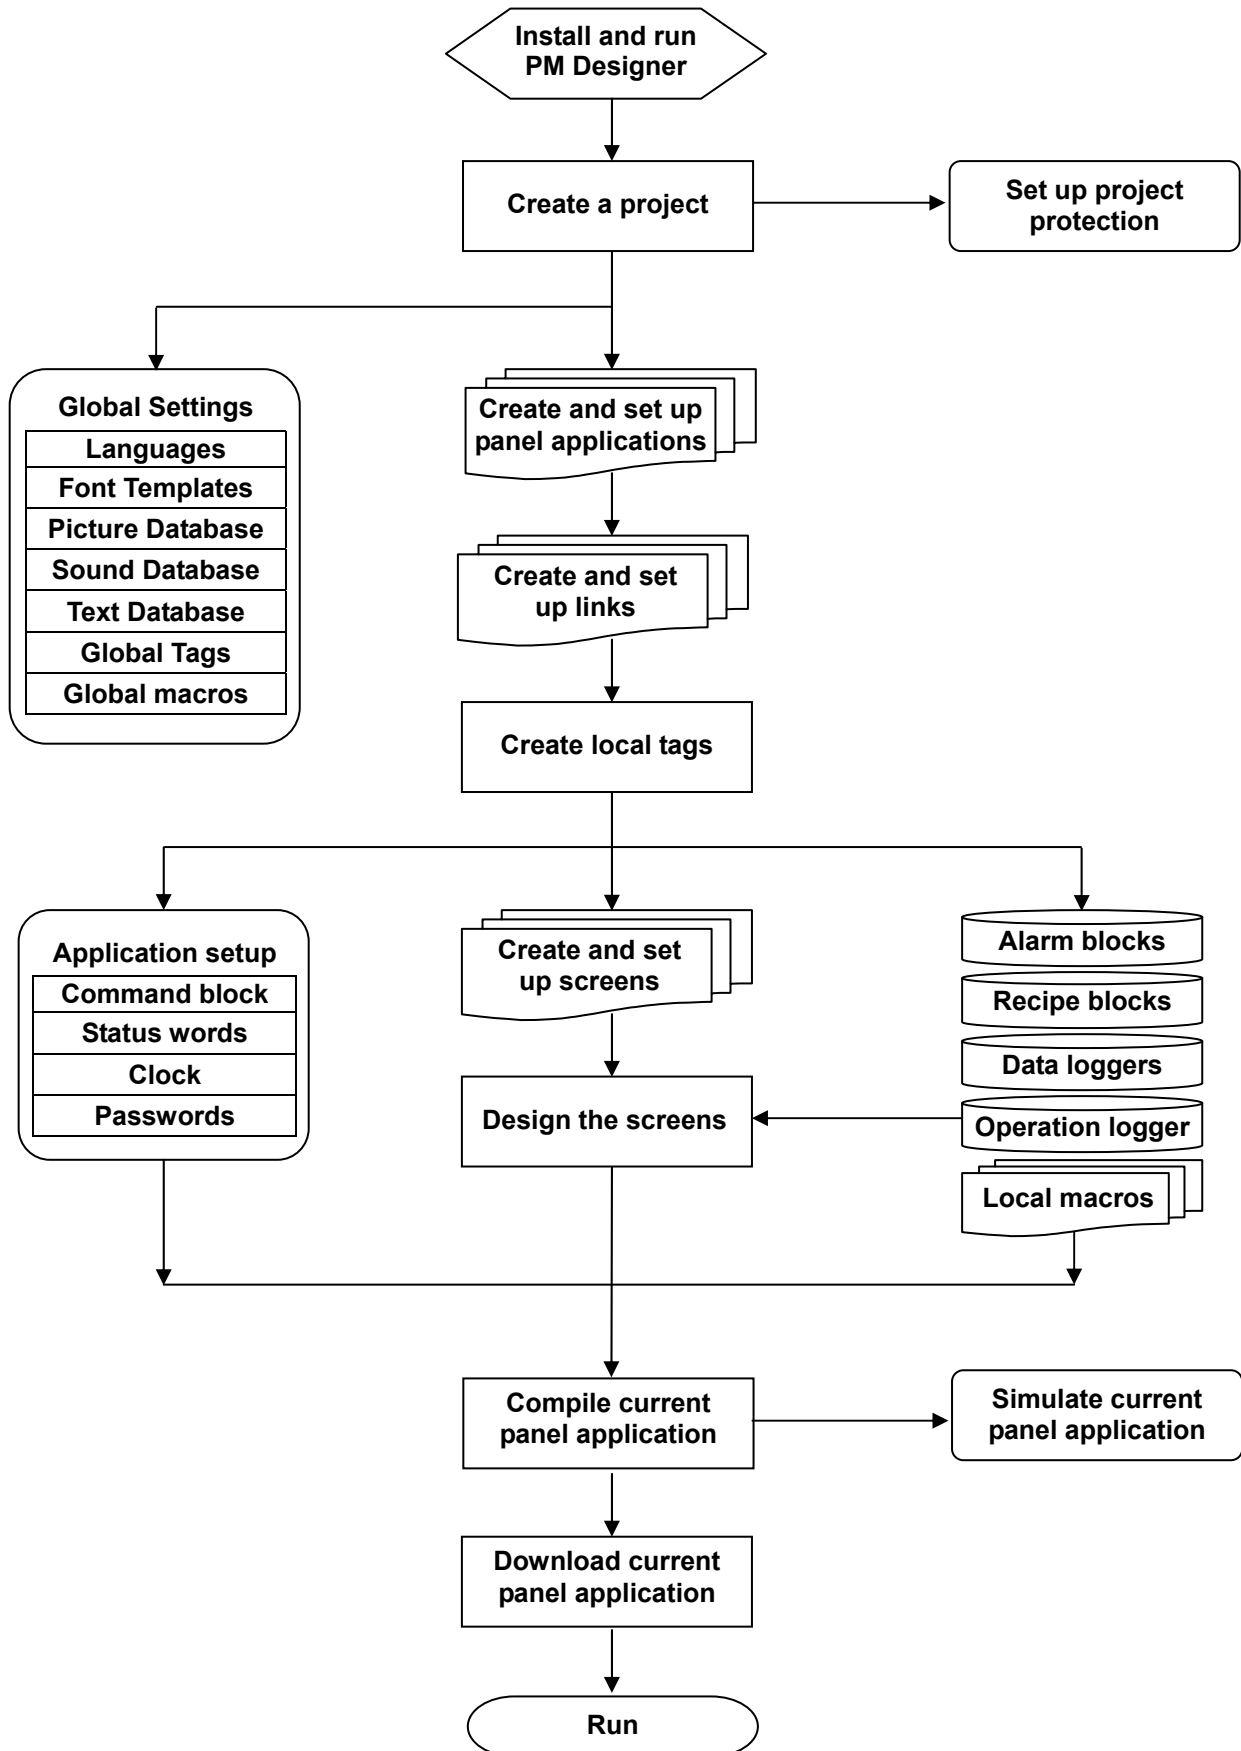 Install and run
PM Designer
Create a project
Set up project
protection
Global Settings
Languages
Font Templates
Picture Database
Sound Database
Text Database
Global Tags
Global macros
Create and set up
panel applications
Create and set
up links
Create local tags
Application setup
Command block
Status words
Clock
Passwords
Create and set
up screens
Design the screens
Alarm blocks
Recipe blocks
Data loggers
Operation logger
Local macros
Compile current
panel application
Simulate current
panel application
Download current
panel application
Run